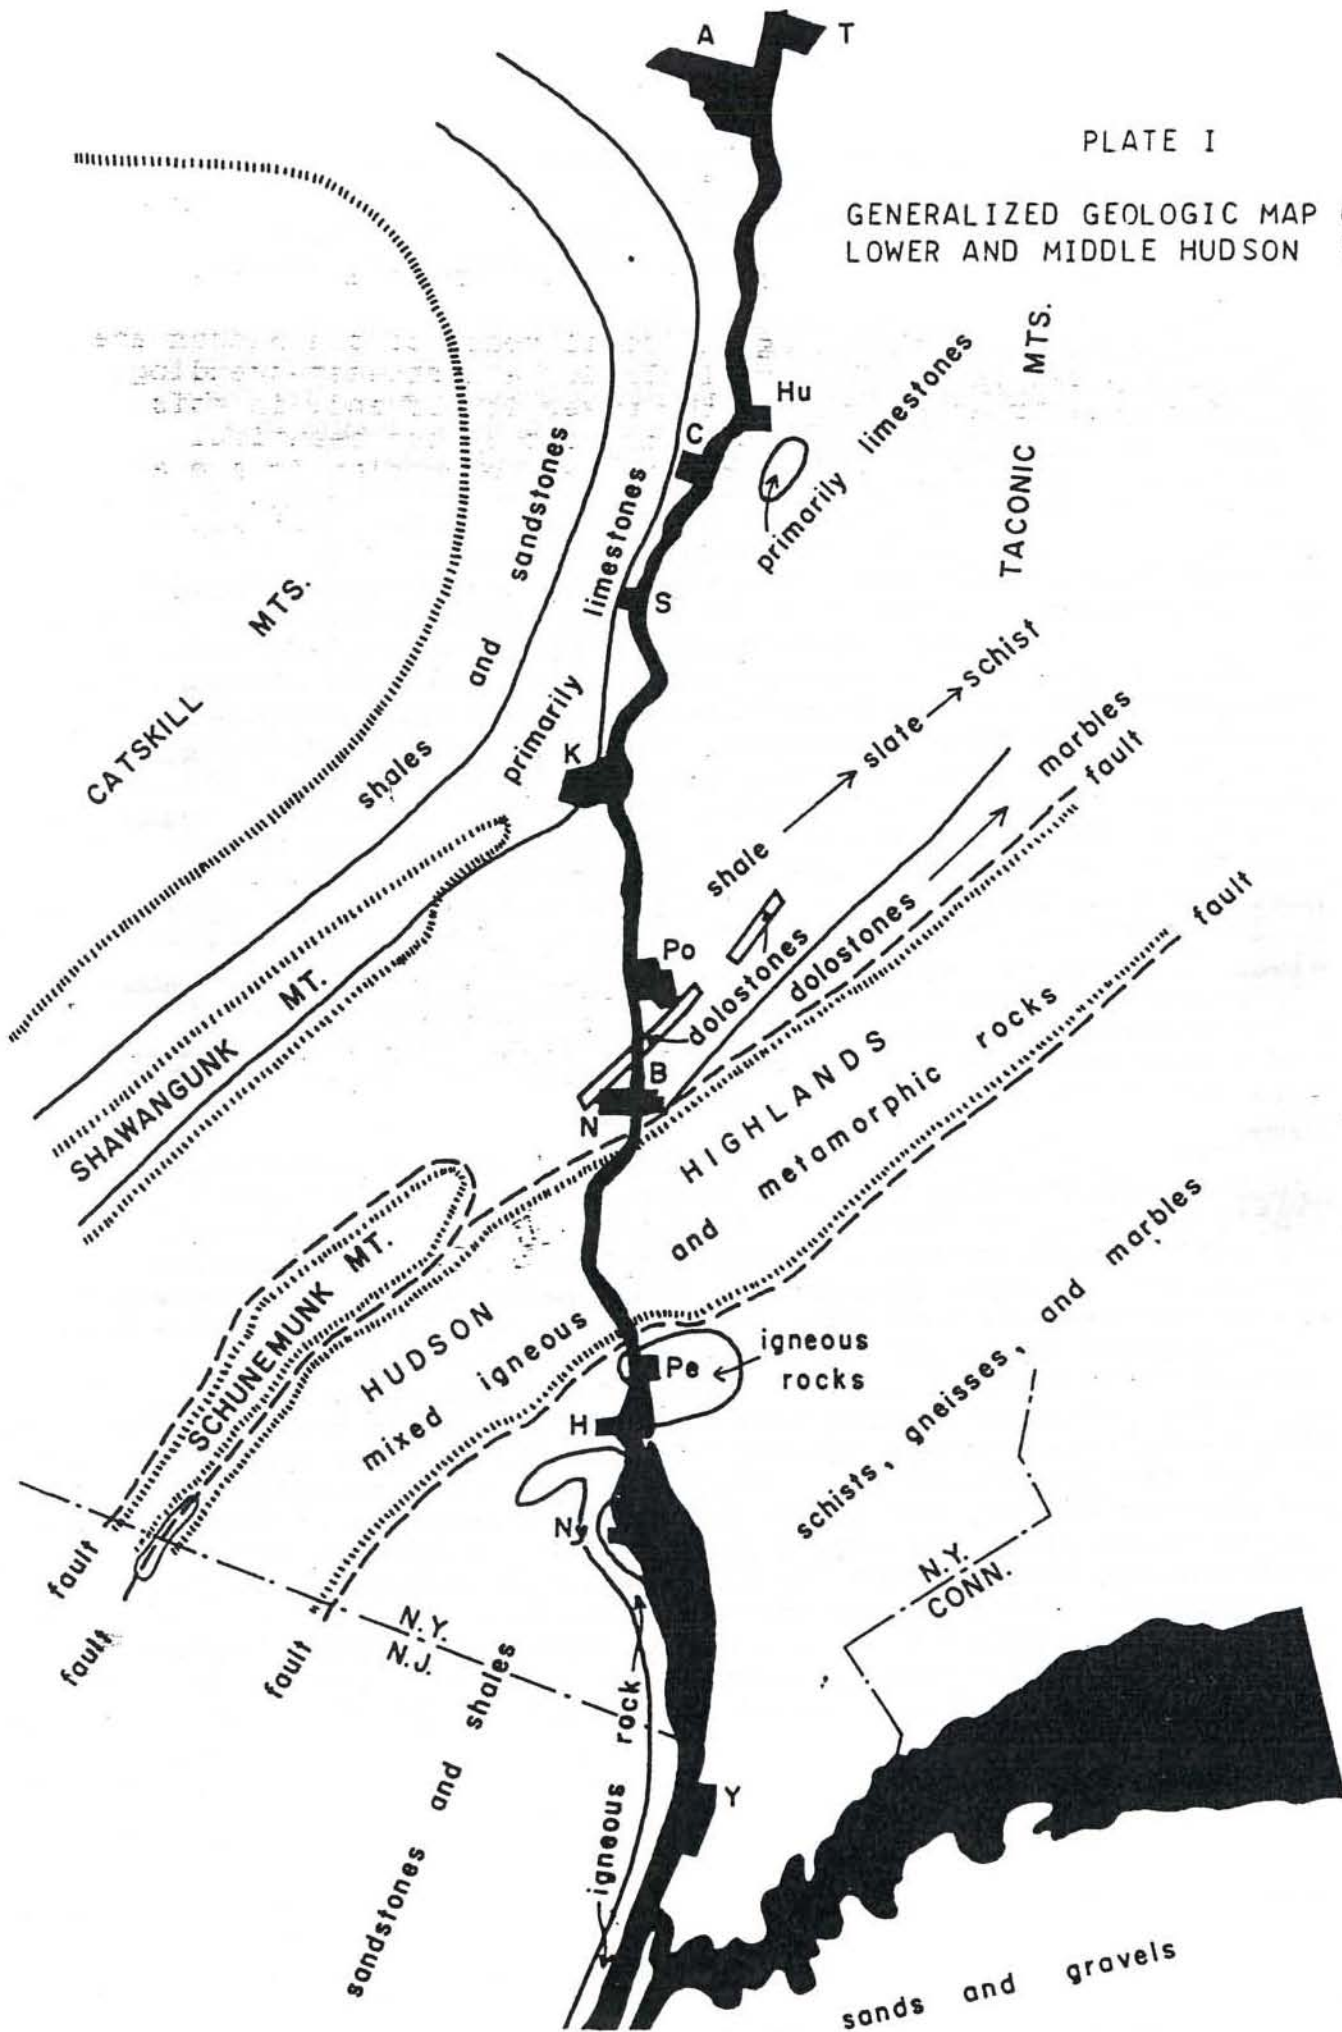 A
T
PLATE I
GENERALIZED GEOLOGIC MAP
LOWER AND MIDDLE HUDSON
TACONIC MTS.
Hu
C
primarily limestones
shales and sandstones
primarily limestones
S
CATSKILL MTS.
K
shale → slate → schist
marbles
fault
dolostones
dolostones
Po
fault
SHAWANGUNK MT.
B
N
HUDSON HIGHLANDS
mixed igneous and metamorphic rocks
SCHUNEMUNK MT.
igneous
rocks
Pe
H
schists, gneisses, and marbles
Ny
N.Y.
CONN.
fault
fault
fault
N.Y.
N.J.
sandstones and shales
igneous rock
Y
sands and gravels